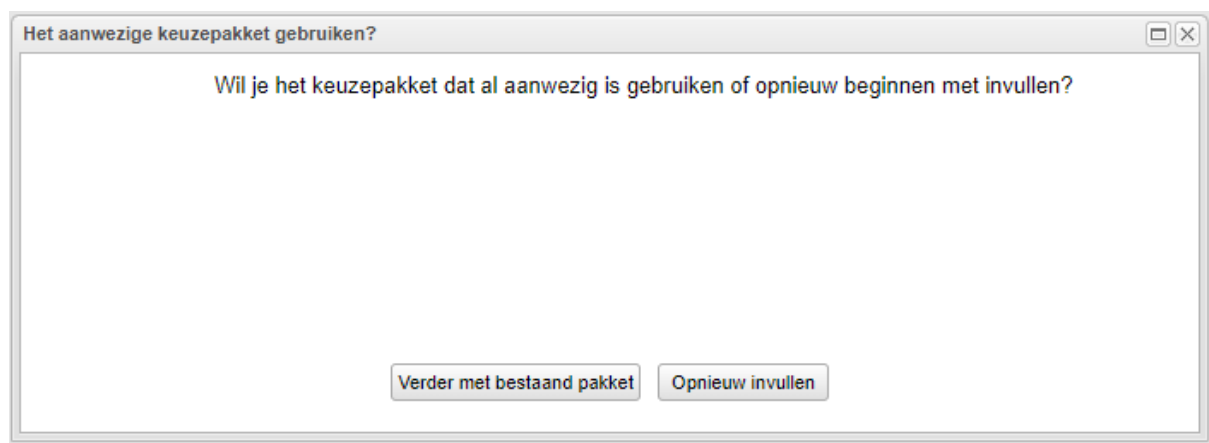 Het aanwezige keuzepakket gebruiken?
Wil je het keuzepakket dat al aanwezig is gebruiken of opnieuw beginnen met invullen?
Verder met bestaand pakket
Opnieuw invullen